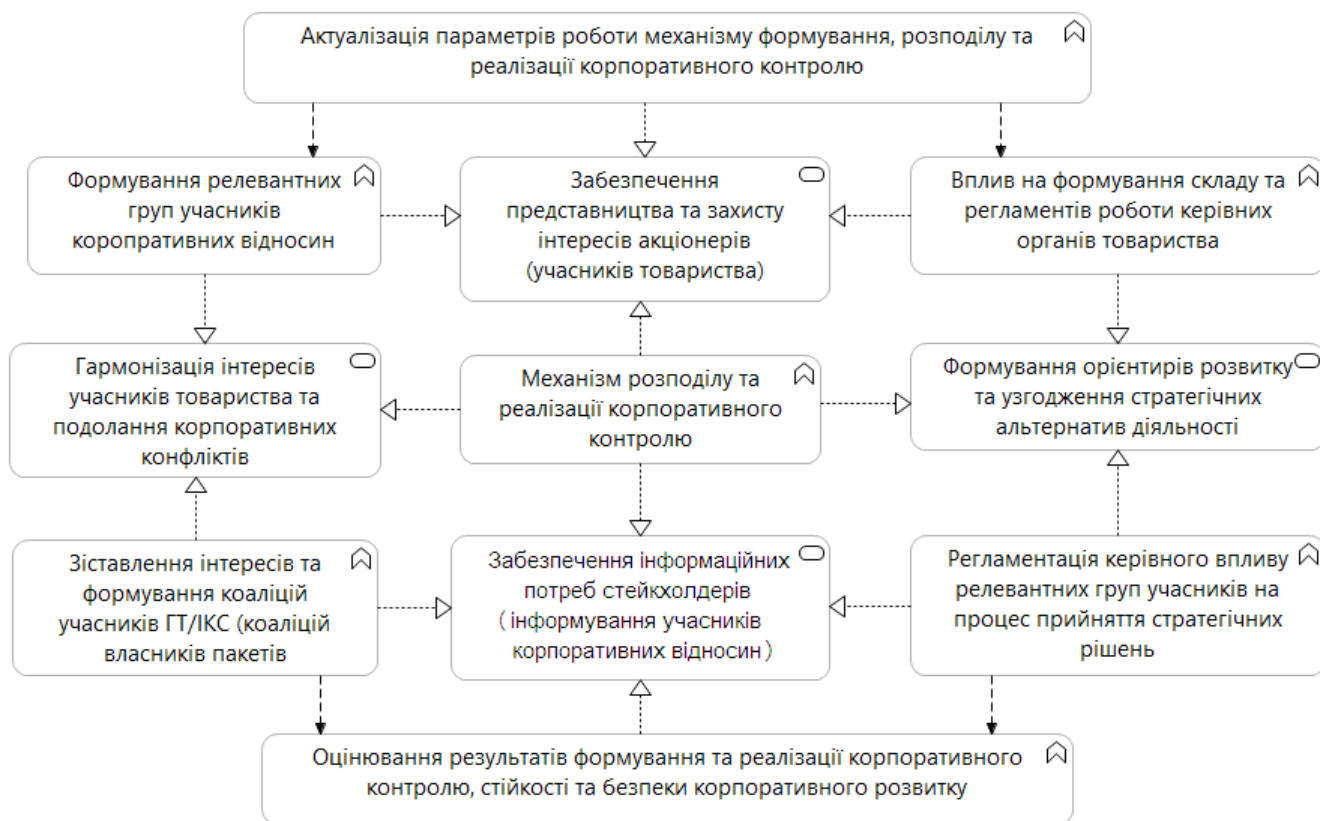 Актуалізація параметрів роботи механізму формування, розподілу та
реалізації корпоративного контролю
Формування релевантних
груп учасників
коропративних відносин
Забезпечення
представництва та захисту
інтересів акціонерів
(учасників товариства)
Вплив на формування складу та
регламентів роботи керівних
органів товариства
Гармонізація інтересів
учасників товариства та
подолання корпоративних
конфліктів
Механізм розподілу та
реалізації корпоративного
контролю
Формування орієнтирів розвитку
та узгодження стратегічних
альтернатив діяльності
Зіставлення інтересів та
формування коаліцій
учасників ГТ/ІКС (коаліцій
власників пакетів
Забезпечення інформаційних
потреб стейкхолдерів
(інформування учасників
корпоративних відносин)
Регламентація керівного впливу
релевантних груп учасників на
процес прийняття стратегічних
рішень
Оцінювання результатів формування та реалізації корпоративного
контролю, стійкості та безпеки корпоративного розвитку